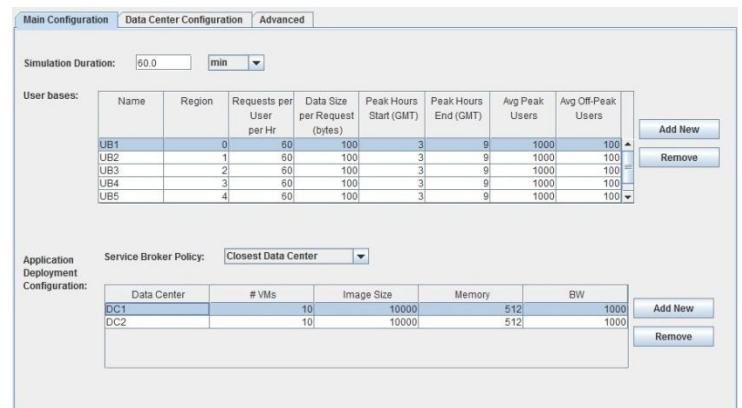 Main Configuration Data Center Configuration Advanced
Simulation Duration: 60.0 min
User bases:
Name Region Requests per User per Hr Data Size per Request (bytes) Peak Hours Start (GMT) Peak Hours End (GMT) Avg Peak Users Avg Off-Peak Users
UB1 0 60 100 3 9 1000 100
UB2 1 60 100 3 9 1000 100
UB3 2 60 100 3 9 1000 100
UB4 3 60 100 3 9 1000 100
UB5 4 60 100 3 9 1000 100
Add New
Remove
Application Deployment Configuration:
Service Broker Policy: Closest Data Center
Data Center # VMs Image Size Memory BW
DC1 10 10000 512 1000
DC2 10 10000 512 1000
Add New
Remove